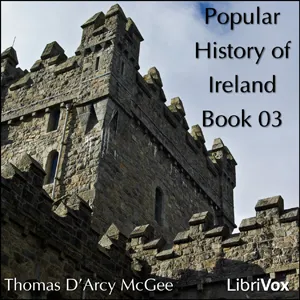 Popular
History of
Ireland
Book 03
Thomas D'Arcy McGee
LibriVox